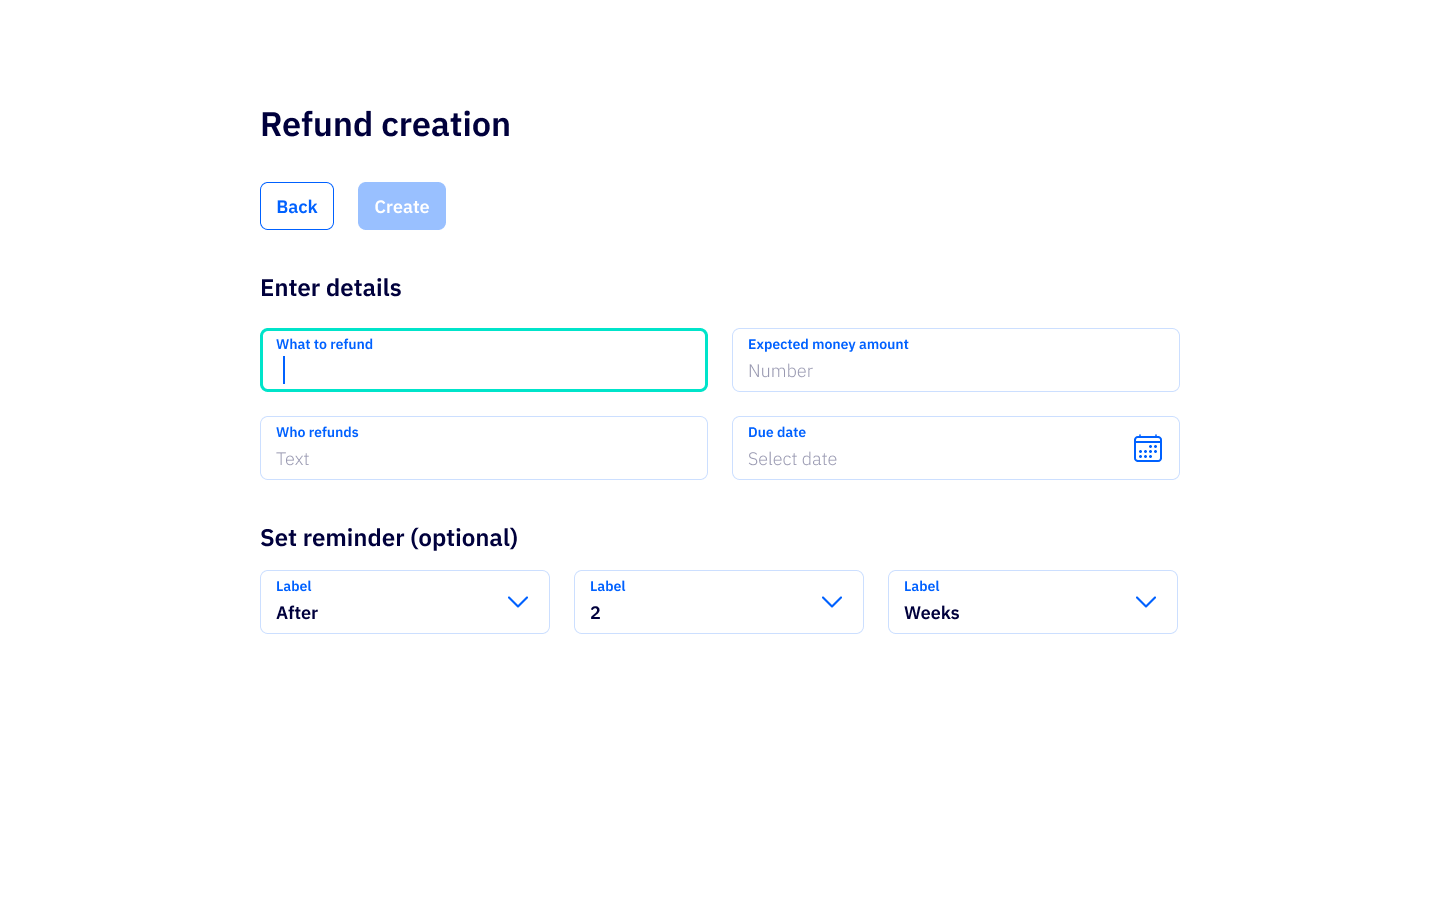 Refund creation
Back
Create
Enter details
What to refund
Expected money amount
Number
Who refunds
Text
Due date
Select date
Set reminder (optional)
Label
After
Label
2
Label
Weeks